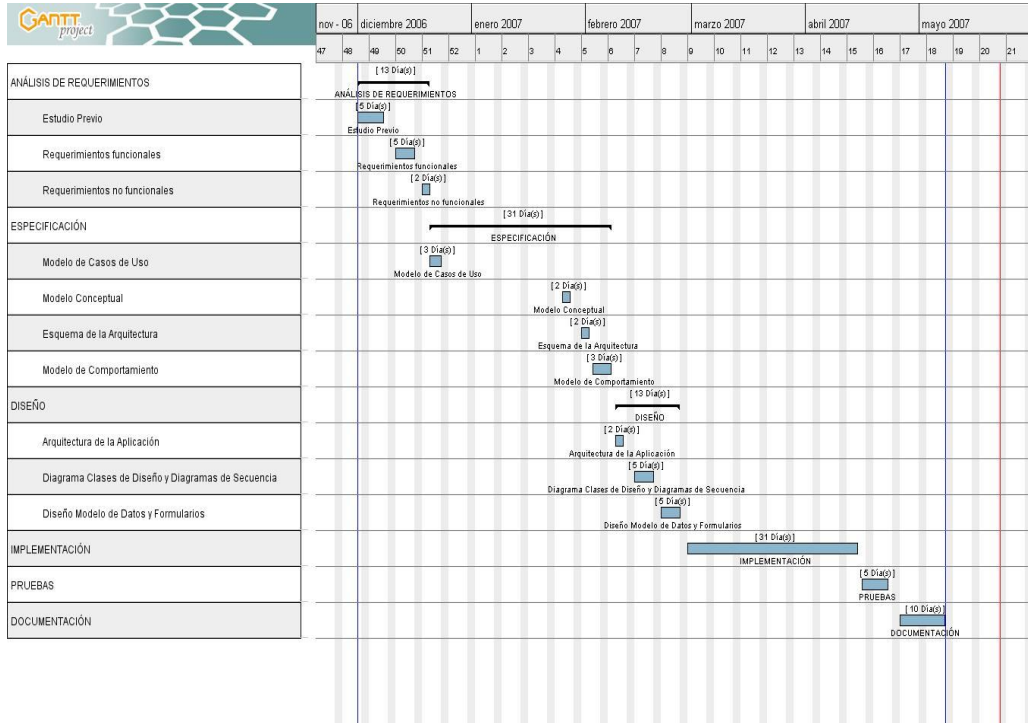 GANTT
project
nov - 06 diciembre 2006 enero 2007 febrero 2007 marzo 2007 abril 2007 mayo 2007
47 48 49 50 51 52 1 2 3 4 5 6 7 8 9 10 11 12 13 14 15 16 17 18 19 20 21
ANÁLISIS DE REQUERIMIENTOS
[ 13 Día(s) ]
ANÁLISIS DE REQUERIMIENTOS
Estudio Previo
[ 5 Día(s) ]
Estudio Previo
Requerimientos funcionales
[ 5 Día(s) ]
Requerimientos funcionales
Requerimientos no funcionales
[ 2 Día(s) ]
Requerimientos no funcionales
ESPECIFICACIÓN
[ 31 Día(s) ]
ESPECIFICACIÓN
Modelo de Casos de Uso
[ 3 Día(s) ]
Modelo de Casos de Uso
Modelo Conceptual
[ 2 Día(s) ]
Modelo Conceptual
Esquema de la Arquitectura
[ 2 Día(s) ]
Esquema de la Arquitectura
Modelo de Comportamiento
[ 3 Día(s) ]
Modelo de Comportamiento
DISEÑO
[ 13 Día(s) ]
DISEÑO
Arquitectura de la Aplicación
[ 2 Día(s) ]
Arquitectura de la Aplicación
Diagrama Clases de Diseño y Diagramas de Secuencia
[ 5 Día(s) ]
Diagrama Clases de Diseño y Diagramas de Secuencia
Diseño Modelo de Datos y Formularios
[ 5 Día(s) ]
Diseño Modelo de Datos y Formularios
IMPLEMENTACIÓN
[ 31 Día(s) ]
IMPLEMENTACIÓN
PRUEBAS
[ 5 Día(s) ]
PRUEBAS
DOCUMENTACIÓN
[ 10 Día(s) ]
DOCUMENTACIÓN